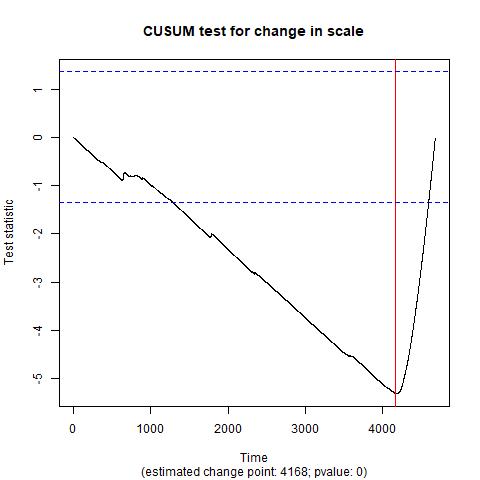 CUSUM test for change in scale
Test statistic
1
0
-1
-2
-3
-4
-5
0 1000 2000 3000 4000
Time
(estimated change point: 4168; pvalue: 0)